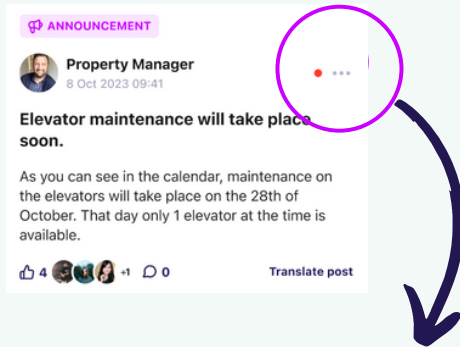 ANNOUNCEMENT
Property Manager
8 Oct 2023 09:41
Elevator maintenance will take place
soon.
As you can see in the calendar, maintenance on
the elevators will take place on the 28th of
October. That day only 1 elevator at the time is
available.
4 +1 0 Translate post